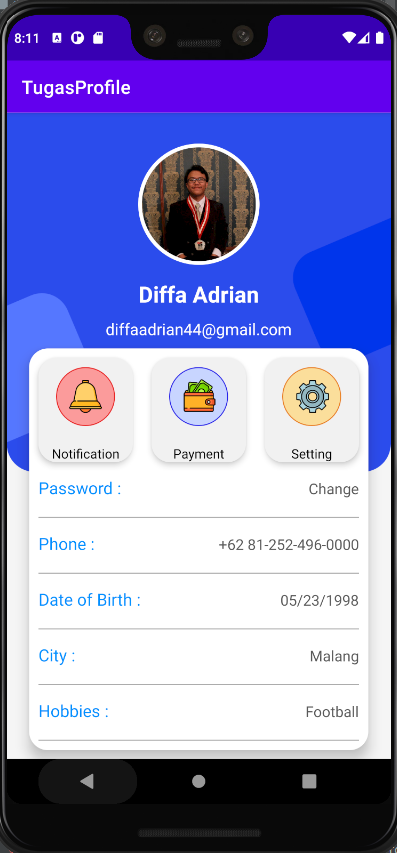 8:11
TugasProfile
Diffa Adrian
diffaadrian44@gmail.com
Notification Payment Setting
Password : Change
Phone : +62 81-252-496-0000
Date of Birth : 05/23/1998
City : Malang
Hobbies : Football